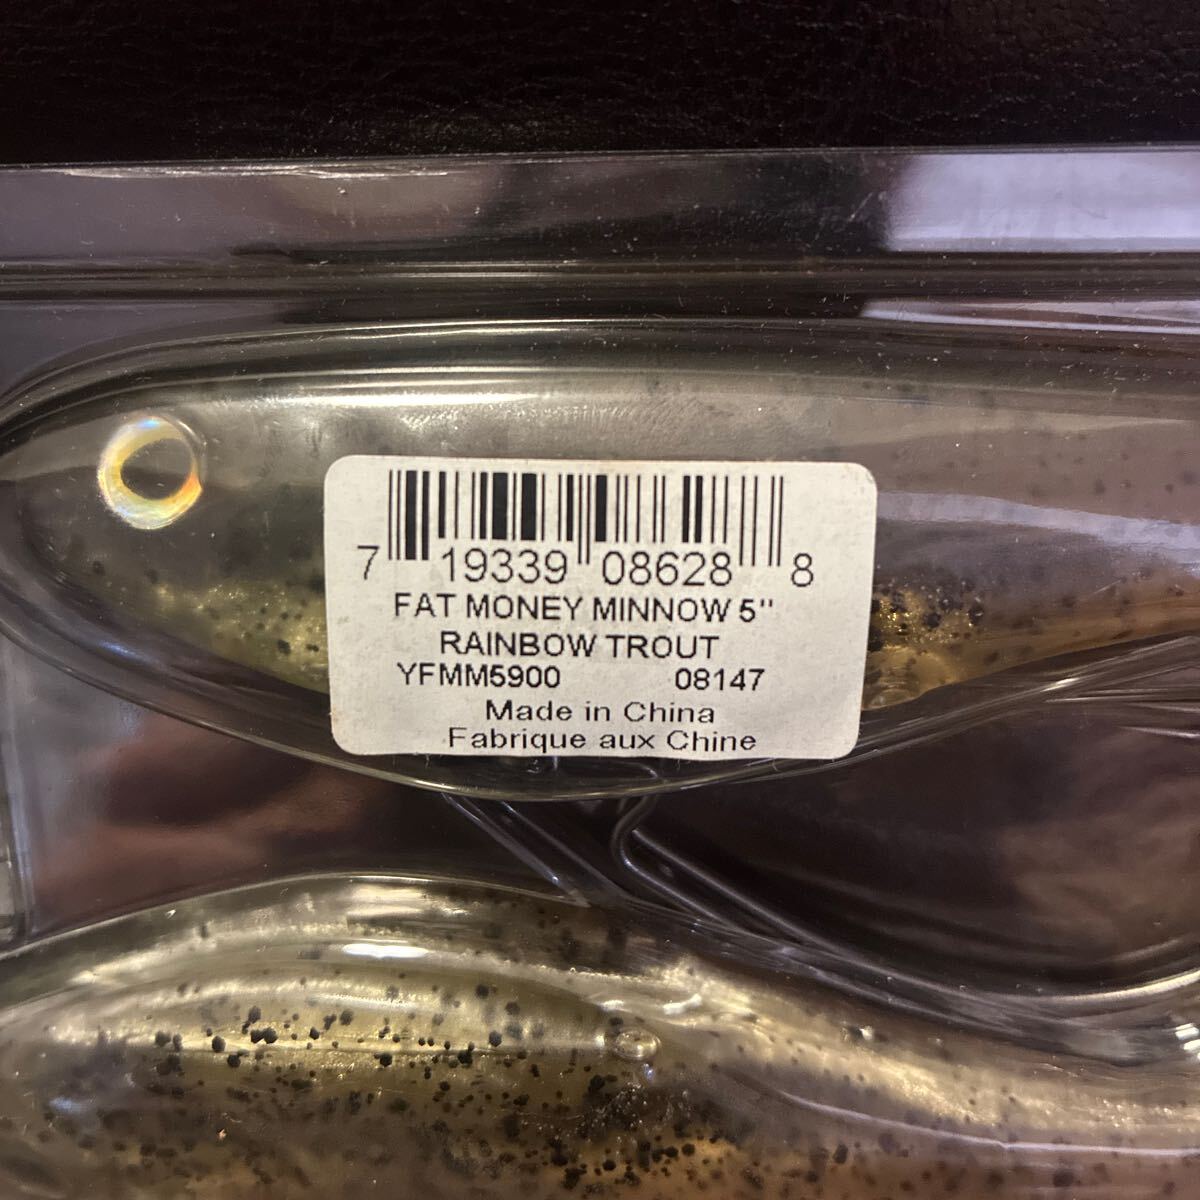 7 19339 08628 8
FAT MONEY MINNOW 5"
RAINBOW TROUT
YFMM5900 08147
Made in China
Fabrique aux Chine